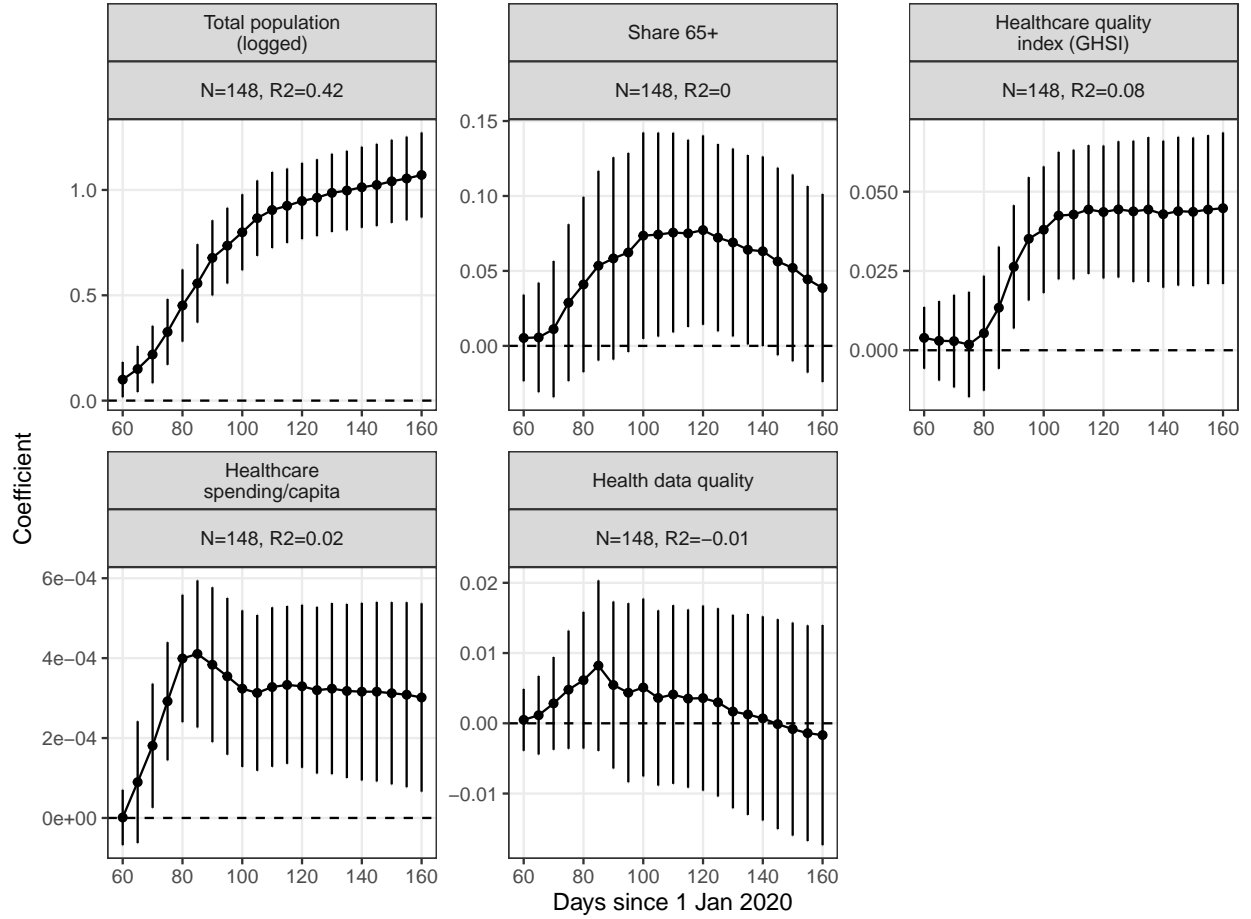 Total population
(logged)
N=148, R2=0.42
1.0
0.5
0.0
60 80 100 120 140 160
Share 65+
N=148, R2=0
0.15
0.10
0.05
0.00
60 80 100 120 140 160
Healthcare quality
index (GHSI)
N=148, R2=0.08
0.050
0.025
0.000
60 80 100 120 140 160
Healthcare
spending/capita
N=148, R2=0.02
6e−04
4e−04
2e−04
0e+00
60 80 100 120 140 160
Health data quality
N=148, R2=−0.01
0.02
0.01
0.00
−0.01
60 80 100 120 140 160
Coefficient
Days since 1 Jan 2020